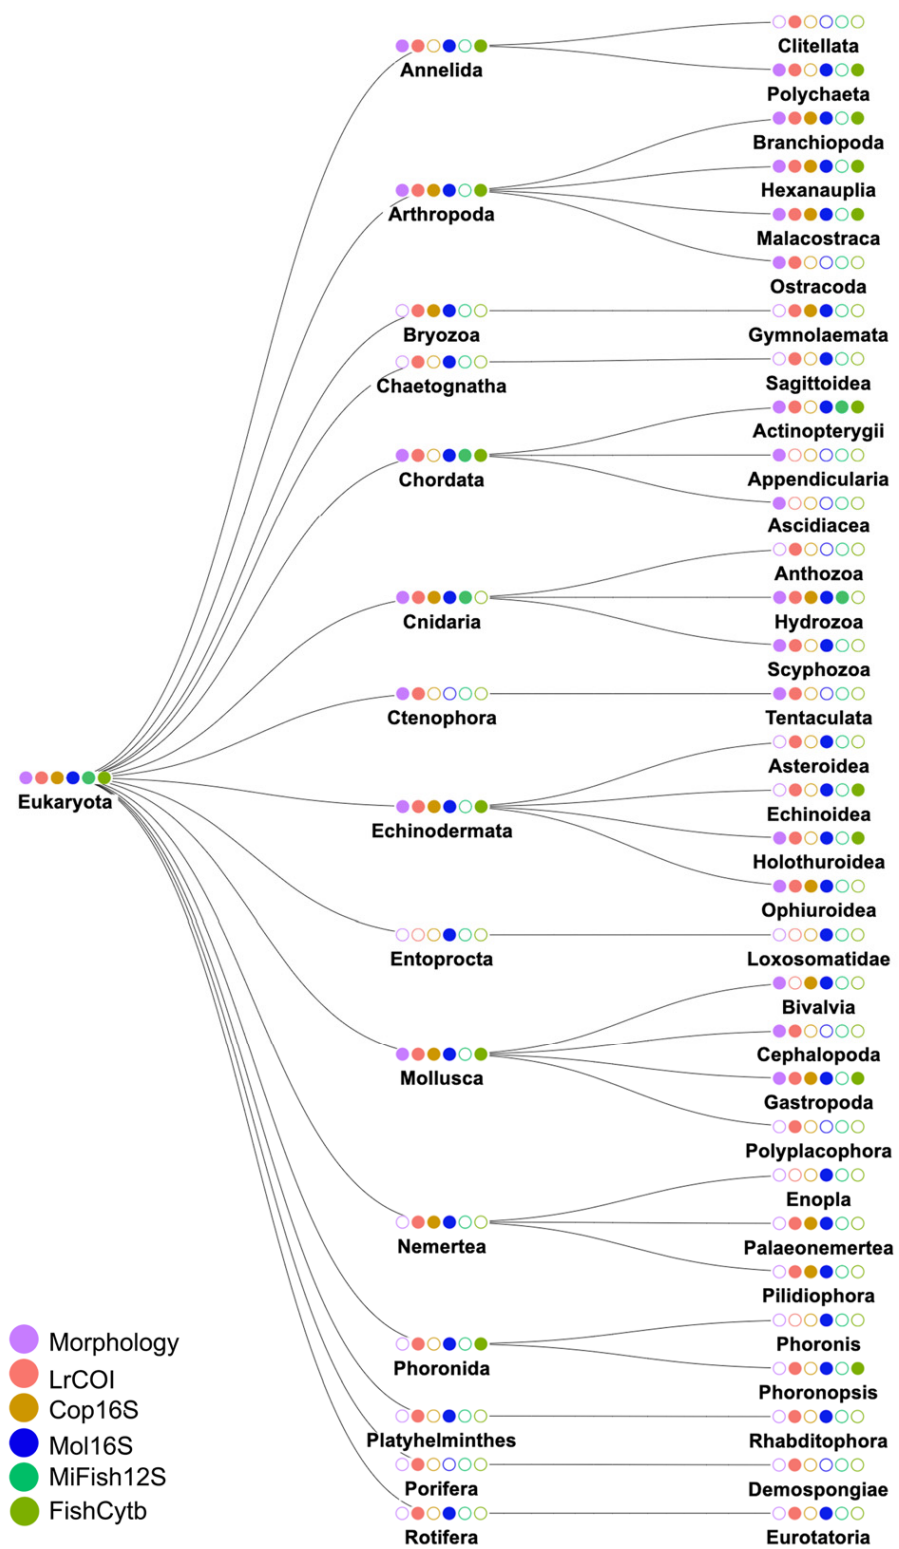 Clitellata
Annelida
Polychaeta
Branchiopoda
Hexanauplia
Arthropoda
Malacostraca
Ostracoda
Bryozoa
Gymnolaemata
Chaetognatha
Sagittoidea
Actinopterygii
Chordata
Appendicularia
Ascidiacea
Anthozoa
Cnidaria
Hydrozoa
Scyphozoa
Ctenophora
Tentaculata
Asteroidea
Eukaryota
Echinoidea
Echinodermata
Holothuroidea
Ophiuroidea
Entoprocta
Loxosomatidae
Bivalvia
Cephalopoda
Mollusca
Gastropoda
Polyplacophora
Enopla
Nemertea
Palaeonemertea
Pilidiophora
Phoronis
Phoronida
Phoronopsis
Platyhelminthes
Rhabditophora
Porifera
Demospongiae
Rotifera
Eurotatoria
Morphology
LrCOI
Cop16S
Mol16S
MiFish12S
FishCytb